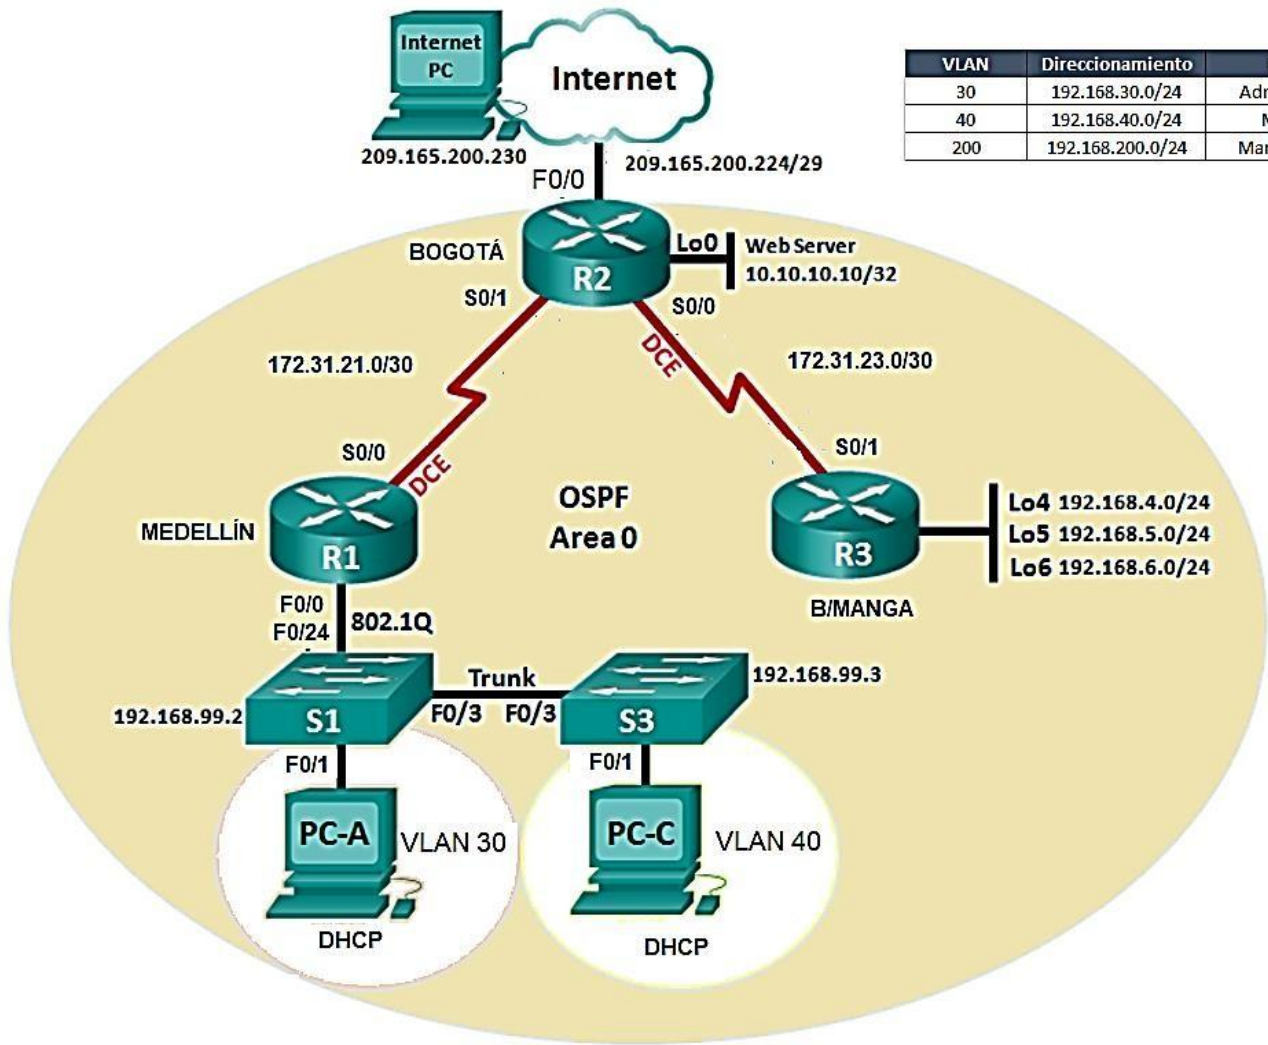 Internet
PC
Internet
209.165.200.230
209.165.200.224/29
F0/0
VLAN Direccionamiento
30 192.168.30.0/24
40 192.168.40.0/24
200 192.168.200.0/24
BOGOTÁ
R2
Lo0
Web Server
10.10.10.10/32
S0/1
S0/0
172.31.21.0/30
DCE
172.31.23.0/30
S0/0
DCE
S0/1
OSPF
Area 0
MEDELLÍN
R1
R3
B/MANGA
Lo4 192.168.4.0/24
Lo5 192.168.5.0/24
Lo6 192.168.6.0/24
F0/0
F0/24
802.1Q
Trunk
192.168.99.3
192.168.99.2
S1
F0/3
F0/3
S3
F0/1
F0/1
PC-A
VLAN 30
PC-C
VLAN 40
DHCP
DHCP